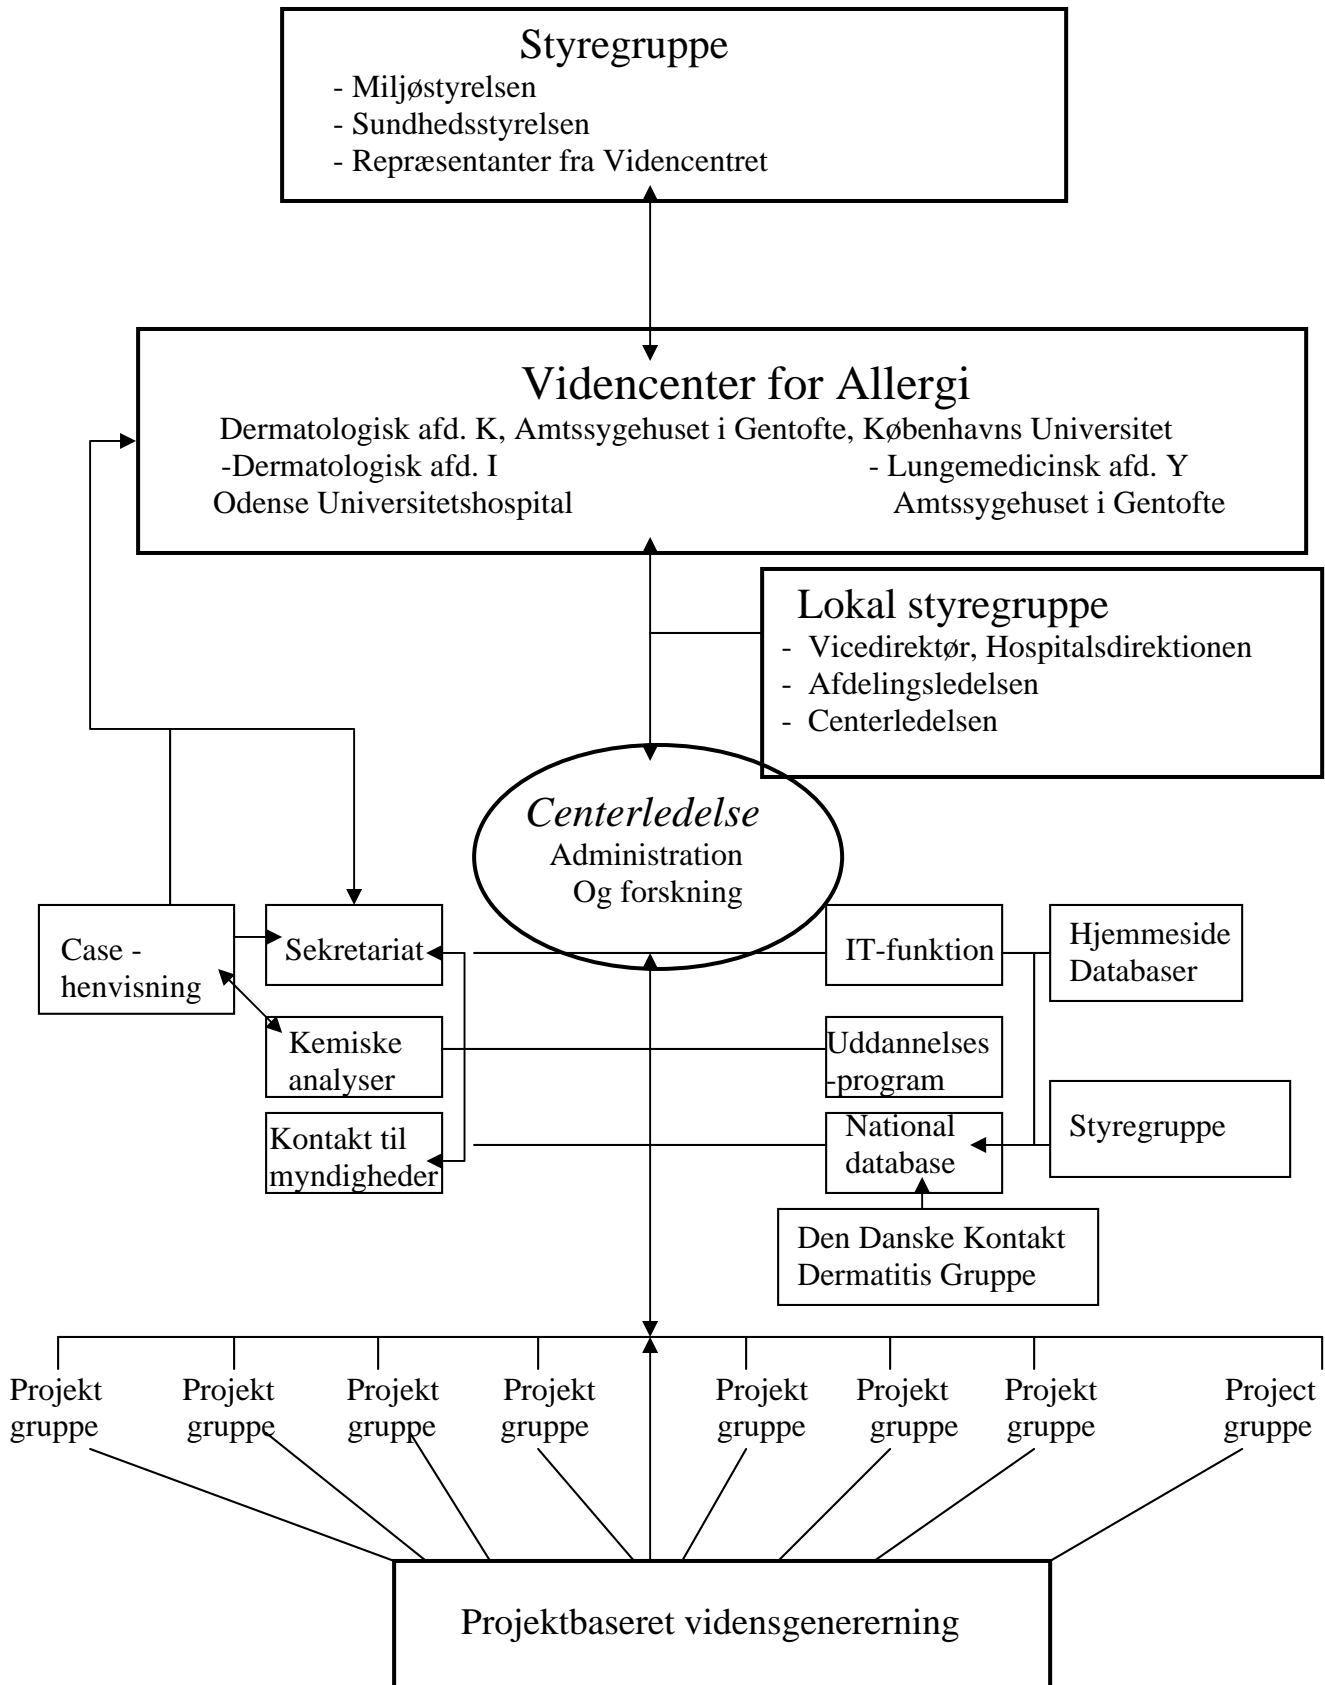 Styregruppe
- Miljøstyrelsen
- Sundhedsstyrelsen
- Repræsentanter fra Videncentret
Videncenter for Allergi
Dermatologisk afd. K, Amtssygehuset i Gentofte, Københavns Universitet
-Dermatologisk afd. I
Odense Universitetshospital
- Lungemedicinsk afd. Y
Amtssygehuset i Gentofte
Lokal styregruppe
- Vicedirektør, Hospitalsdirektionen
- Afdelingsledelsen
- Centerledelsen
Centerledelse
Administration
Og forskning
Case -
henvisning
Sekretariat
IT-funktion
Hjemmeside
Databaser
Kemiske
analyser
Uddannelses
-program
Kontakt til
myndigheder
National
database
Styregruppe
Den Danske Kontakt
Dermatitis Gruppe
Projekt
gruppe
Projekt
gruppe
Projekt
gruppe
Projekt
gruppe
Projekt
gruppe
Projekt
gruppe
Projekt
gruppe
Project
gruppe
Projektbaseret vidensgenererning